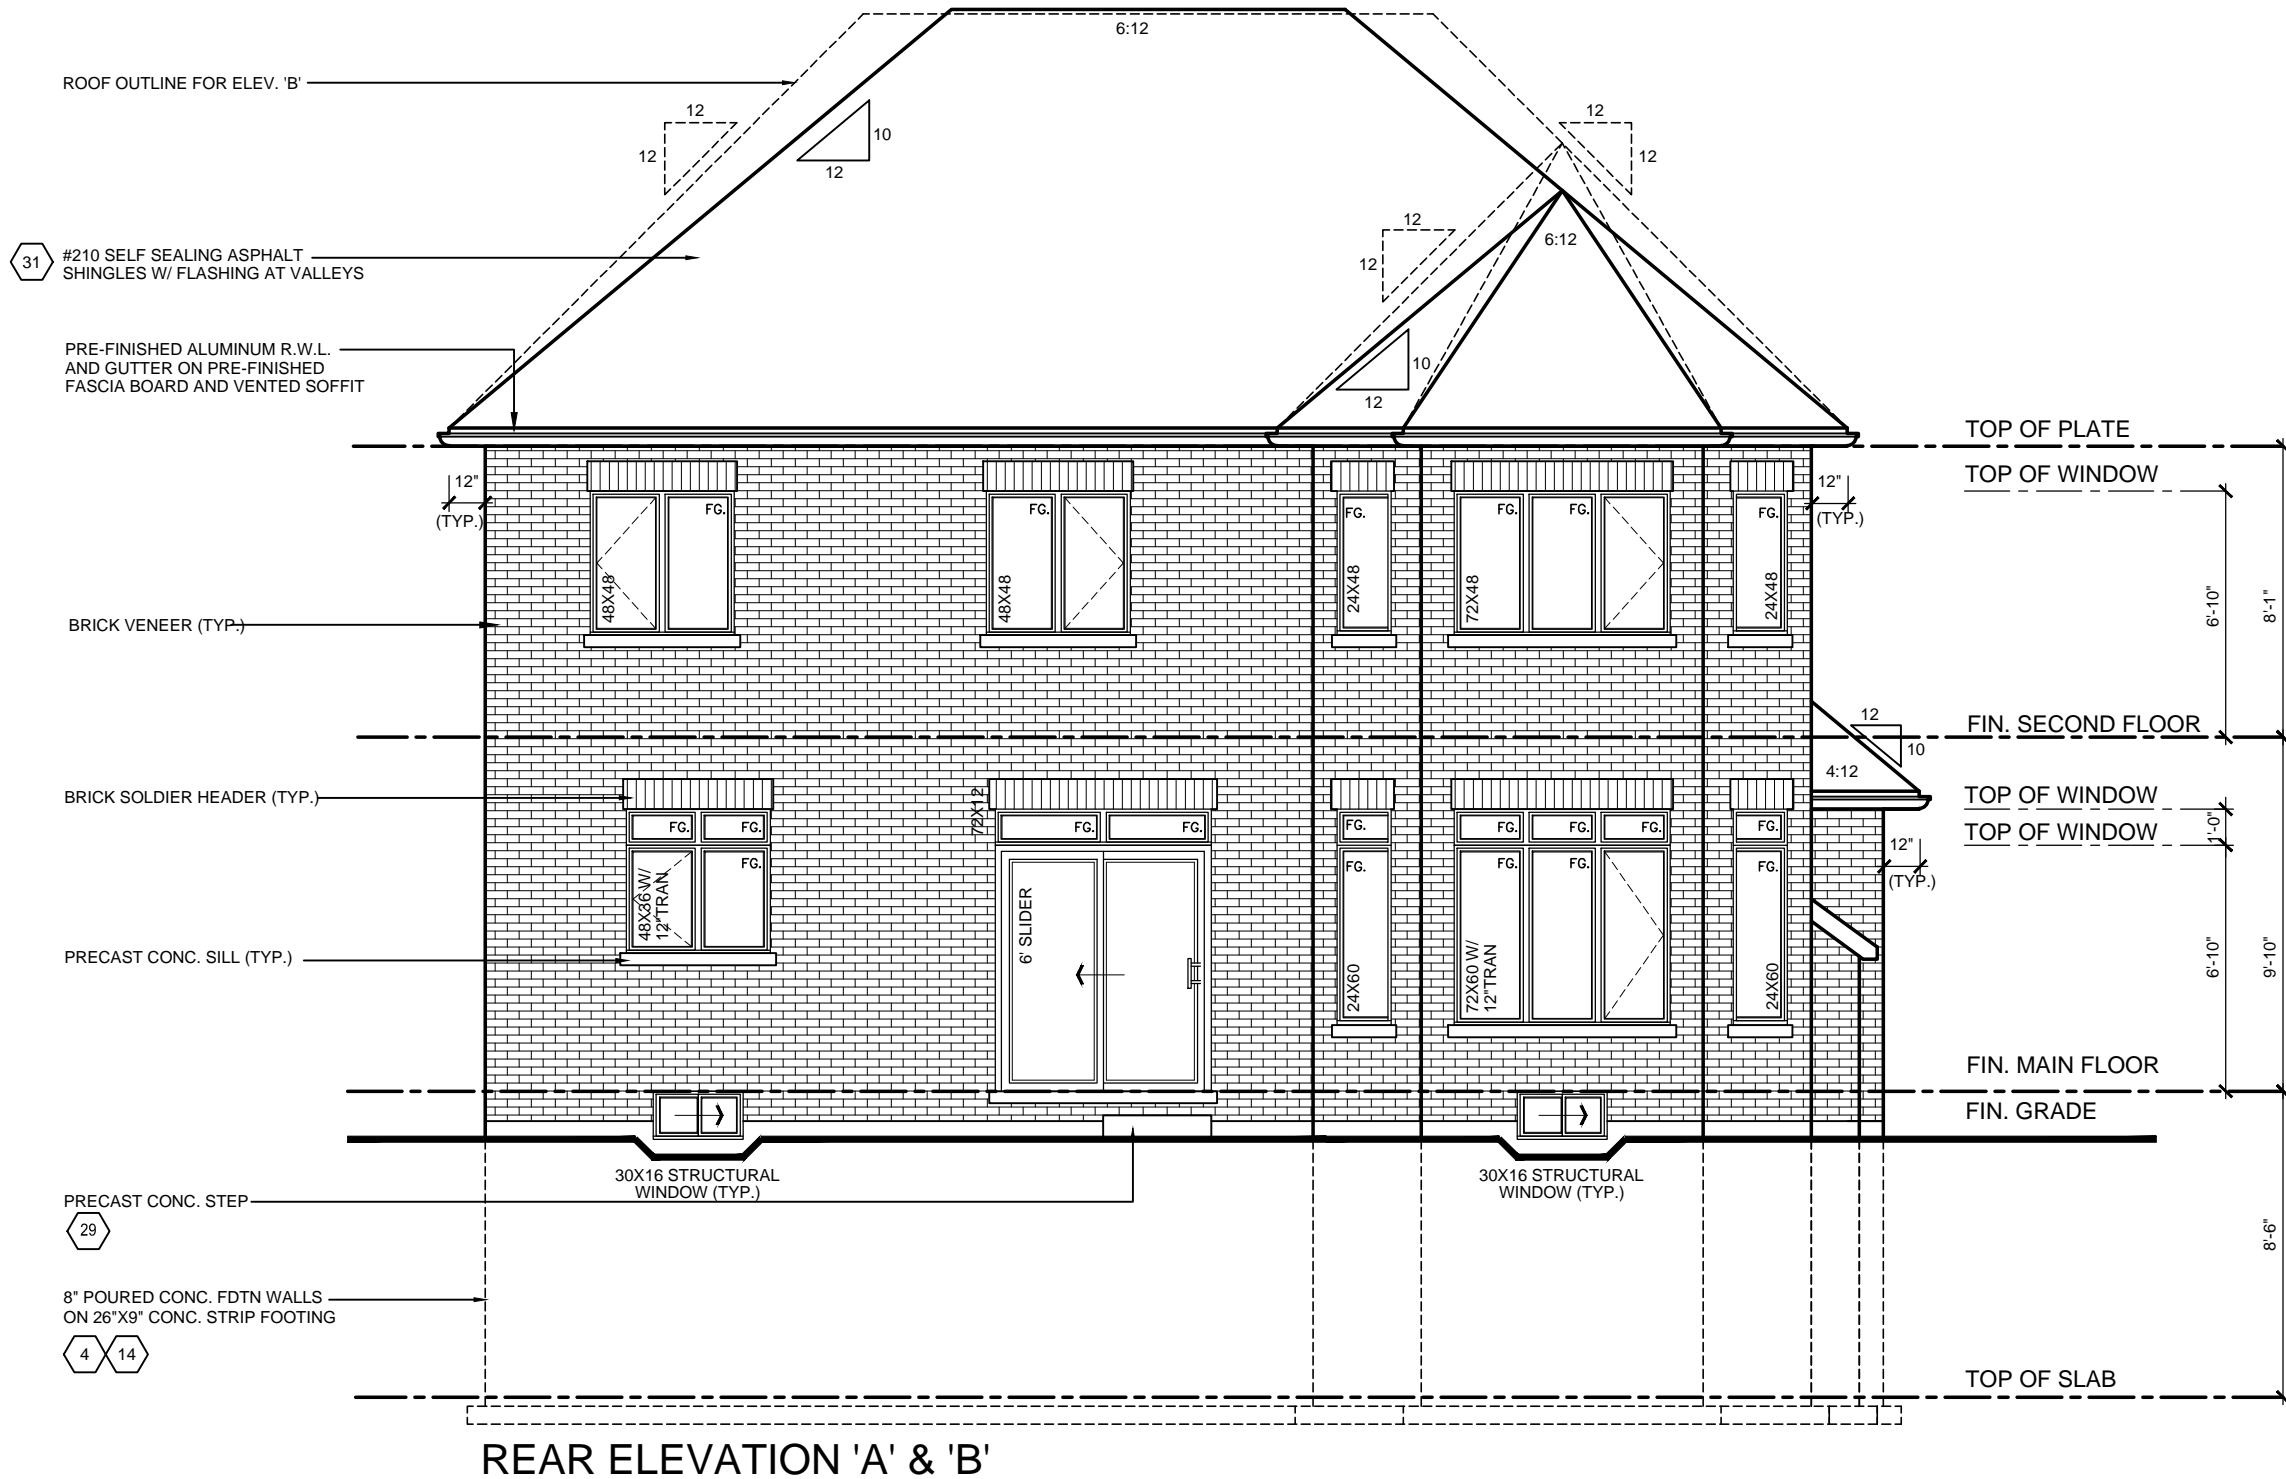 6:12
ROOF OUTLINE FOR ELEV. 'B'
12
12
10
12
12
12
31
#210 SELF SEALING ASPHALT
SHINGLES W/ FLASHING AT VALLEYS
12
12
6:12
PRE-FINISHED ALUMINUM R.W.L.
AND GUTTER ON PRE-FINISHED
FASCIA BOARD AND VENTED SOFFIT
10
12
TOP OF PLATE
TOP OF WINDOW
12"
(TYP.)
12"
(TYP.)
FG.
FG.
FG.
FG.
FG.
FG.
48X48
48X48
24X48
72X48
24X48
6'-10"
8'-1"
BRICK VENEER (TYP.)
FIN. SECOND FLOOR
12
10
4:12
BRICK SOLDIER HEADER (TYP.)
72X12
TOP OF WINDOW
TOP OF WINDOW
1'-0"
FG.
FG.
FG.
FG.
FG.
FG.
FG.
FG.
FG.
FG.
FG.
FG.
FG.
FG.
12"
(TYP.)
48X36 W/
12"TRAN
6' SLIDER
24X60
72X60 W/
12"TRAN
24X60
6'-10"
9'-10"
PRECAST CONC. SILL (TYP.)
FIN. MAIN FLOOR
FIN. GRADE
30X16 STRUCTURAL
WINDOW (TYP.)
30X16 STRUCTURAL
WINDOW (TYP.)
PRECAST CONC. STEP
29
8'-6"
8" POURED CONC. FDTN WALLS
ON 26"X9" CONC. STRIP FOOTING
4
14
TOP OF SLAB
REAR ELEVATION 'A' & 'B'